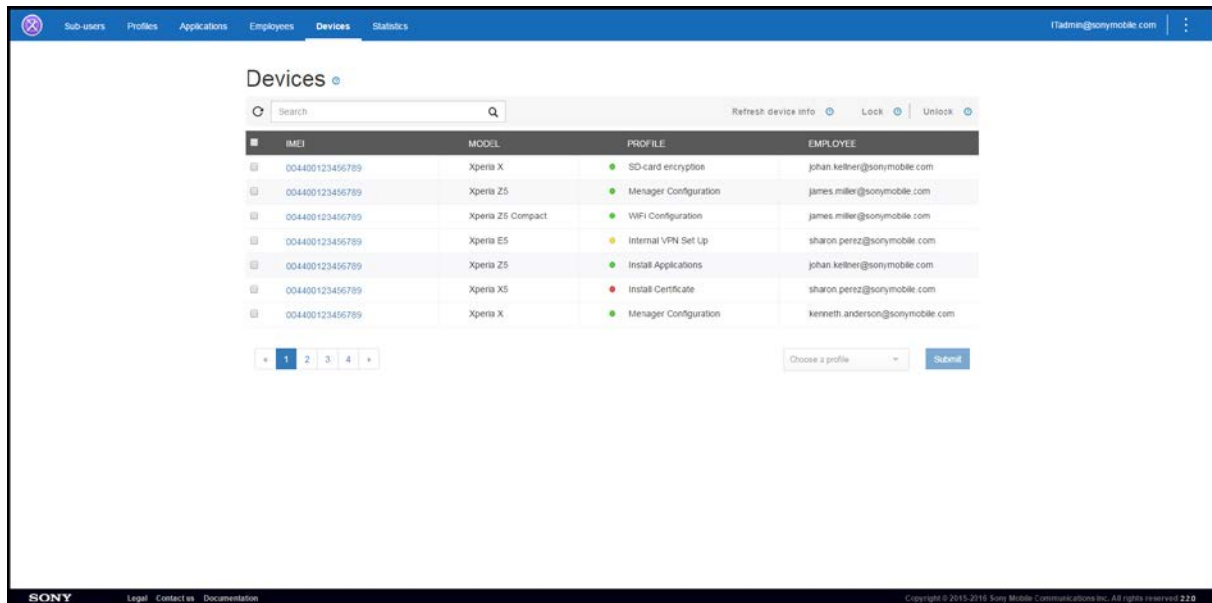 Sub-users Profiles Applications Employees Devices Statistics ITadmin@sonymobile.com
Devices
Search Refresh device info Lock Unlock
IMEI MODEL PROFILE EMPLOYEE
004400123456789 Xperia X SD-card encryption johan.kellner@sonymobile.com
004400123456789 Xperia Z5 Menager Configuration james.miller@sonymobile.com
004400123456789 Xperia Z5 Compact WiFi Configuration james.miller@sonymobile.com
004400123456789 Xperia E5 Internal VPN Set Up sharon.perez@sonymobile.com
004400123456789 Xperia Z5 Install Applications johan.kellner@sonymobile.com
004400123456789 Xperia X5 Install Certificate sharon.perez@sonymobile.com
004400123456789 Xperia X Menager Configuration kenneth.anderson@sonymobile.com
« 1 2 3 4 » Choose a profile Submit
SONY Legal Contact us Documentation Copyright © 2015-2016 Sony Mobile Communications Inc. All rights reserved 2.2.0